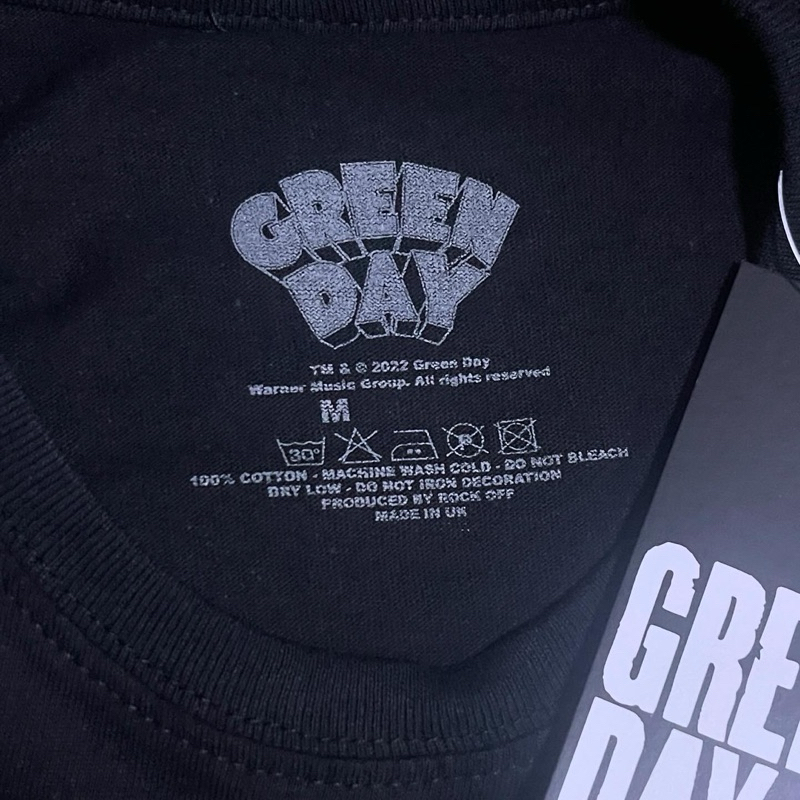 GREEN
DAY
TM & © 2022 Green Day
Warner Music Group. All rights reserved
M
30°
P
100% COTTON - MACHINE WASH COLD - DO NOT BLEACH
DRY LOW - DO NOT IRON DECORATION
PRODUCED BY ROCK OFF
MADE IN UK
GREE
DAY